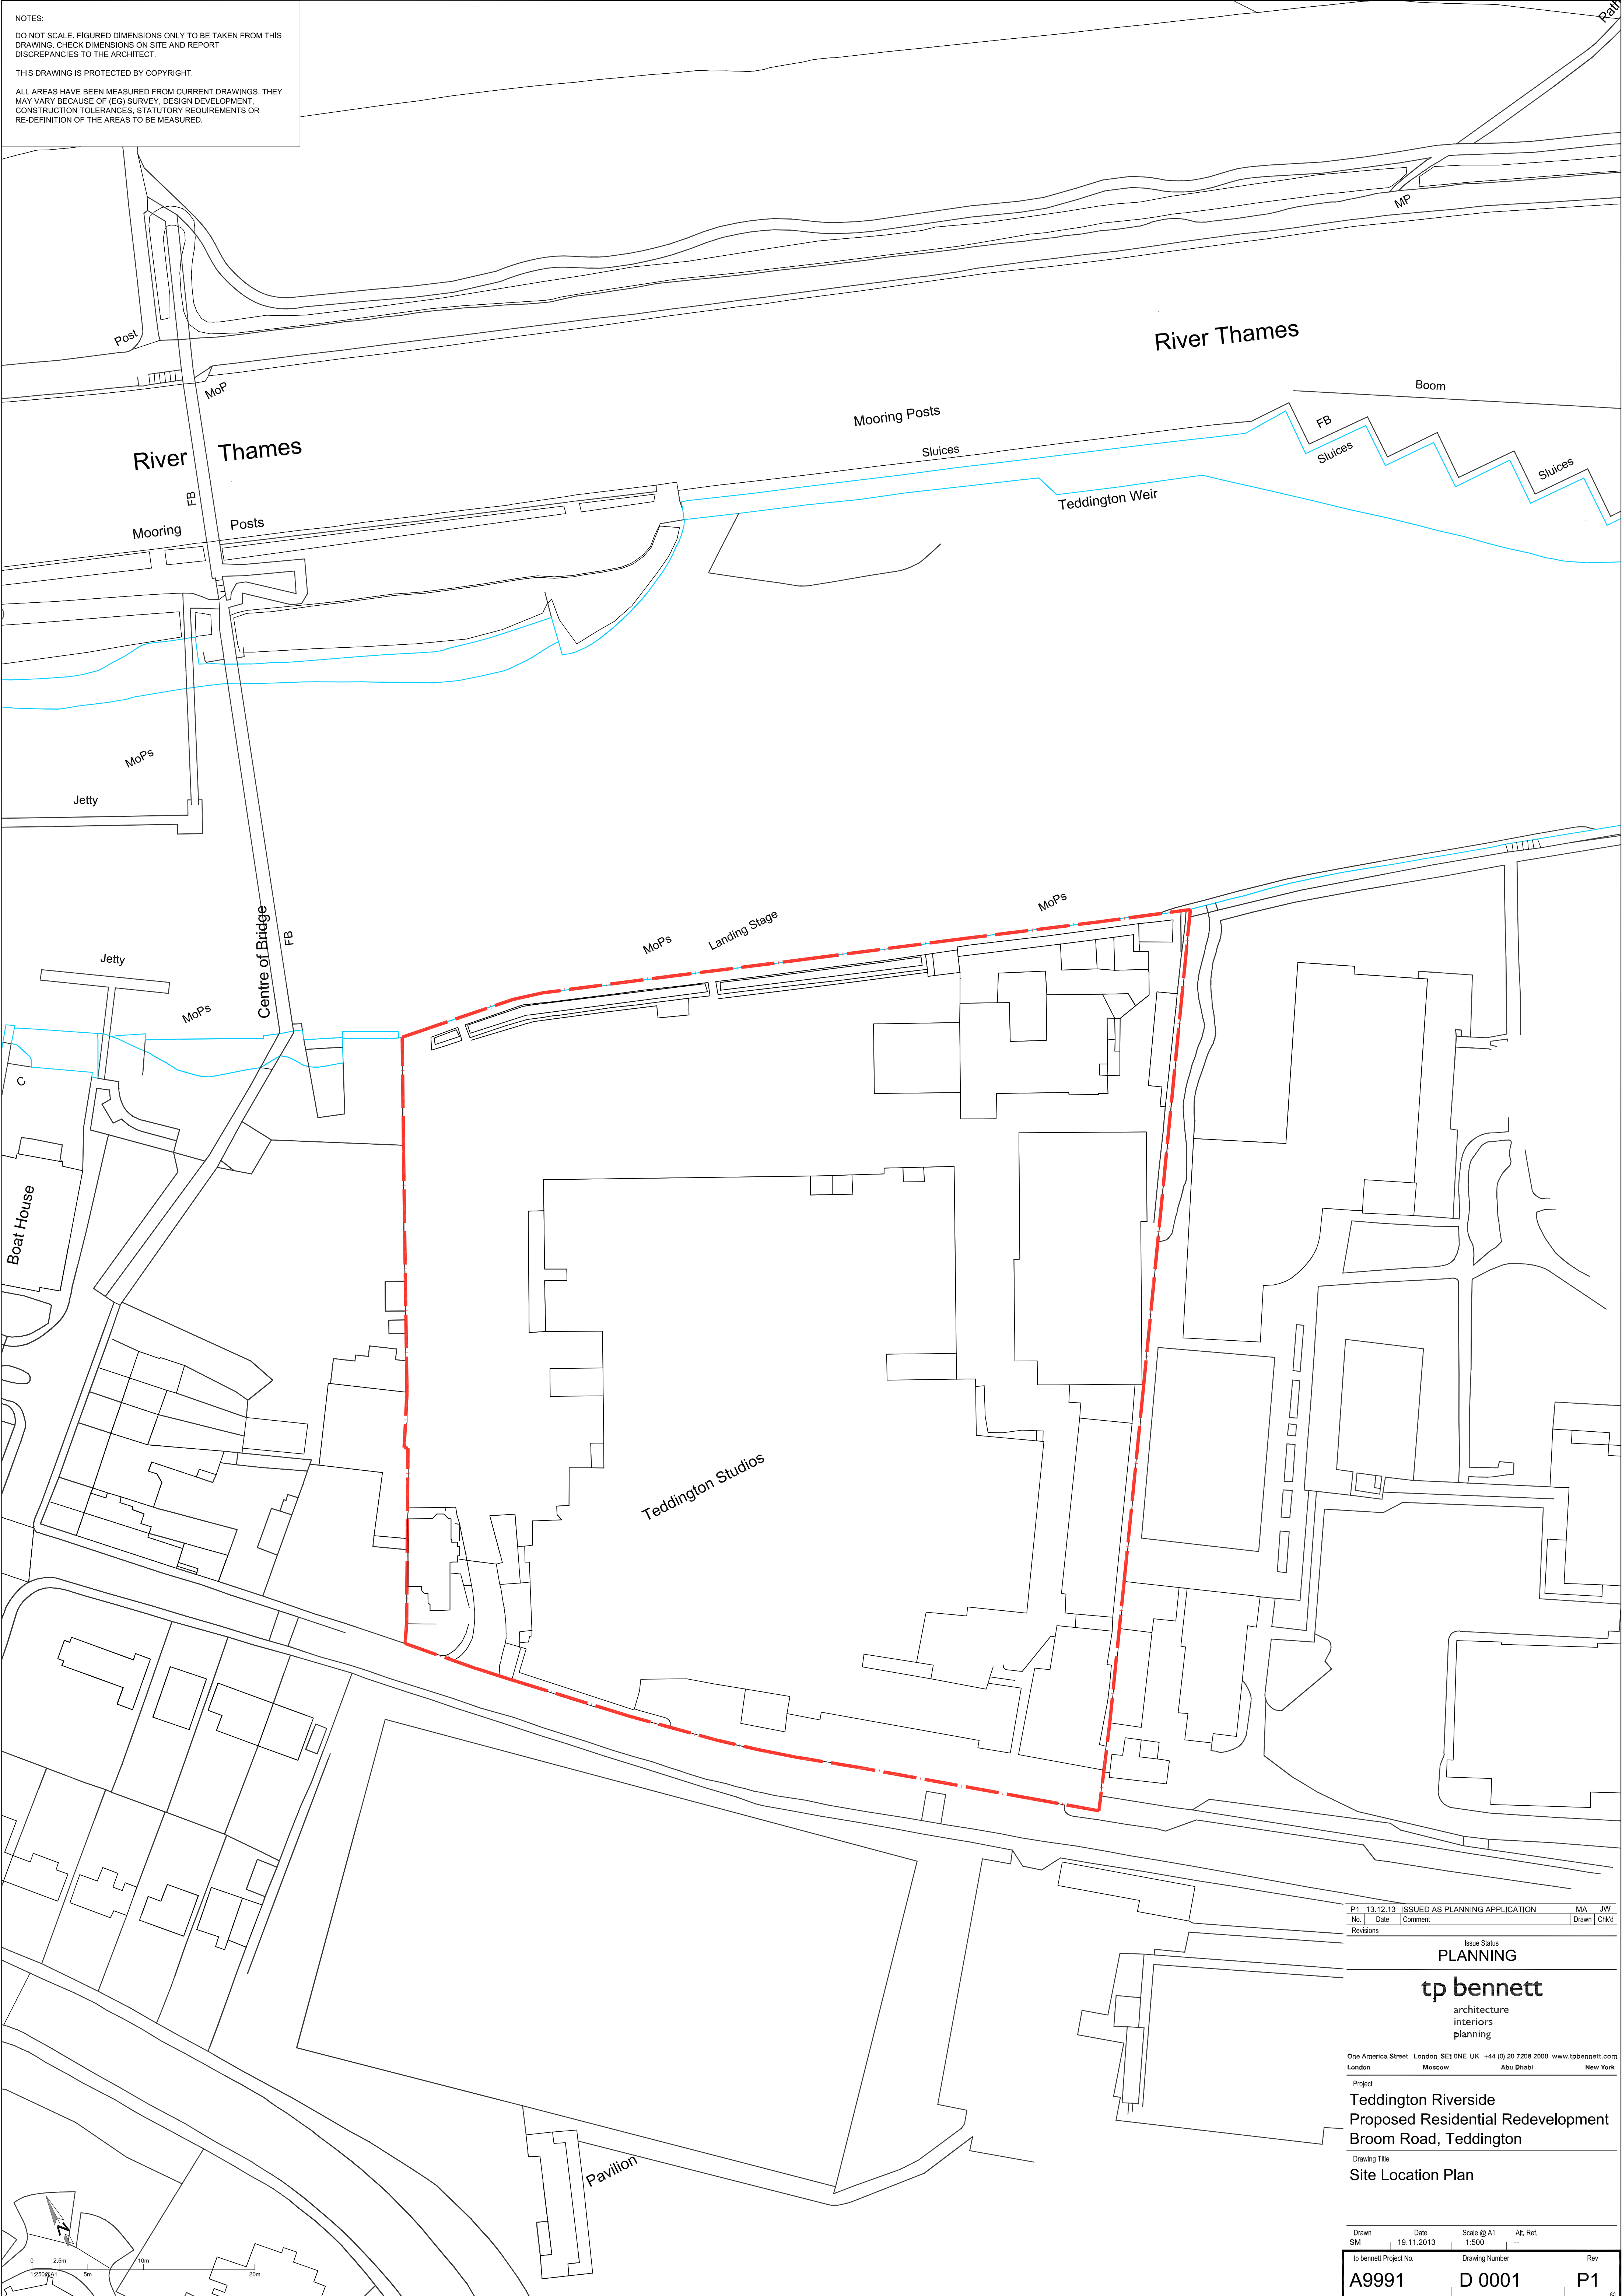 NOTES:
DO NOT SCALE. FIGURED DIMENSIONS ONLY TO BE TAKEN FROM THIS
DRAWING. CHECK DIMENSIONS ON SITE AND REPORT
DISCREPANCIES TO THE ARCHITECT.
THIS DRAWING IS PROTECTED BY COPYRIGHT.
ALL AREAS HAVE BEEN MEASURED FROM CURRENT DRAWINGS. THEY
MAY VARY BECAUSE OF (EG) SURVEY, DESIGN DEVELOPMENT,
CONSTRUCTION TOLERANCES, STATUTORY REQUIREMENTS OR
RE-DEFINITION OF THE AREAS TO BE MEASURED.
Path
MP
Post
MoP
River Thames
River Thames
Boom
Mooring Posts
FB
Sluices
Sluices
Sluices
Teddington Weir
FB
Mooring Posts
MoPs
Jetty
MoPs
Landing Stage
MoPs
Centre of Bridge
FB
Jetty
MoPs
C
Boat House
Teddington Studios
Pavilion
N
0 2.5m 10m
1:250@A1 5m 20m
P1 13.12.13 ISSUED AS PLANNING APPLICATION MA JW
No. Date Comment Drawn Chk'd
Revisions
Issue Status
PLANNING
tp bennett
architecture
interiors
planning
One America Street London SE1 0NE UK +44 (0) 20 7208 2000 www.tpbennett.com
London Moscow Abu Dhabi New York
Project
Teddington Riverside
Proposed Residential Redevelopment
Broom Road, Teddington
Drawing Title
Site Location Plan
Drawn Date Scale @ A1 Alt. Ref.
SM 19.11.2013 1:500 --
tp bennett Project No. Drawing Number Rev
A9991 D 0001 P1
©